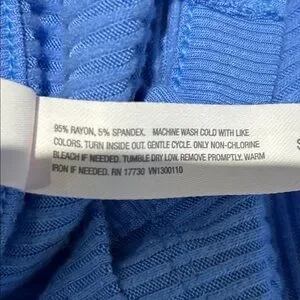 95% RAYON, 5% SPANDEX. MACHINE WASH COLD WITH LIKE
COLORS. TURN INSIDE OUT. GENTLE CYCLE. ONLY NON-CHLORINE
BLEACH IF NEEDED. TUMBLE DRY LOW. REMOVE PROMPTLY. WARM
IRON IF NEEDED. RN 17730 VN1300110